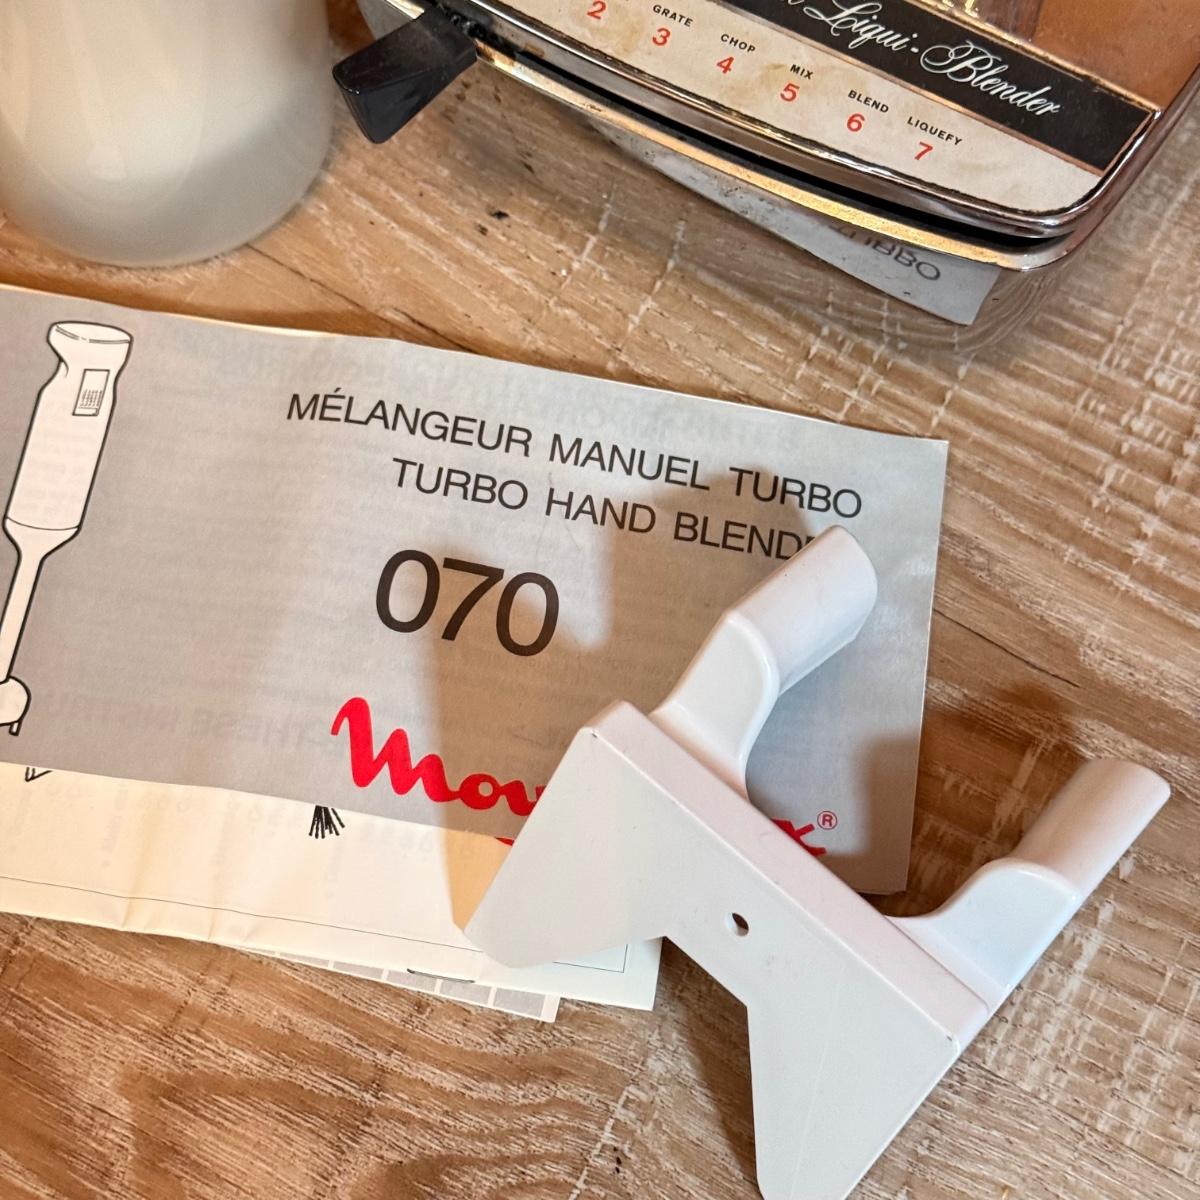 Liqui-Blender
2
GRATE
3
CHOP
4
MIX
5
BLEND
6
LIQUEFY
7
MÉLANGEUR MANUEL TURBO
TURBO HAND
070
®